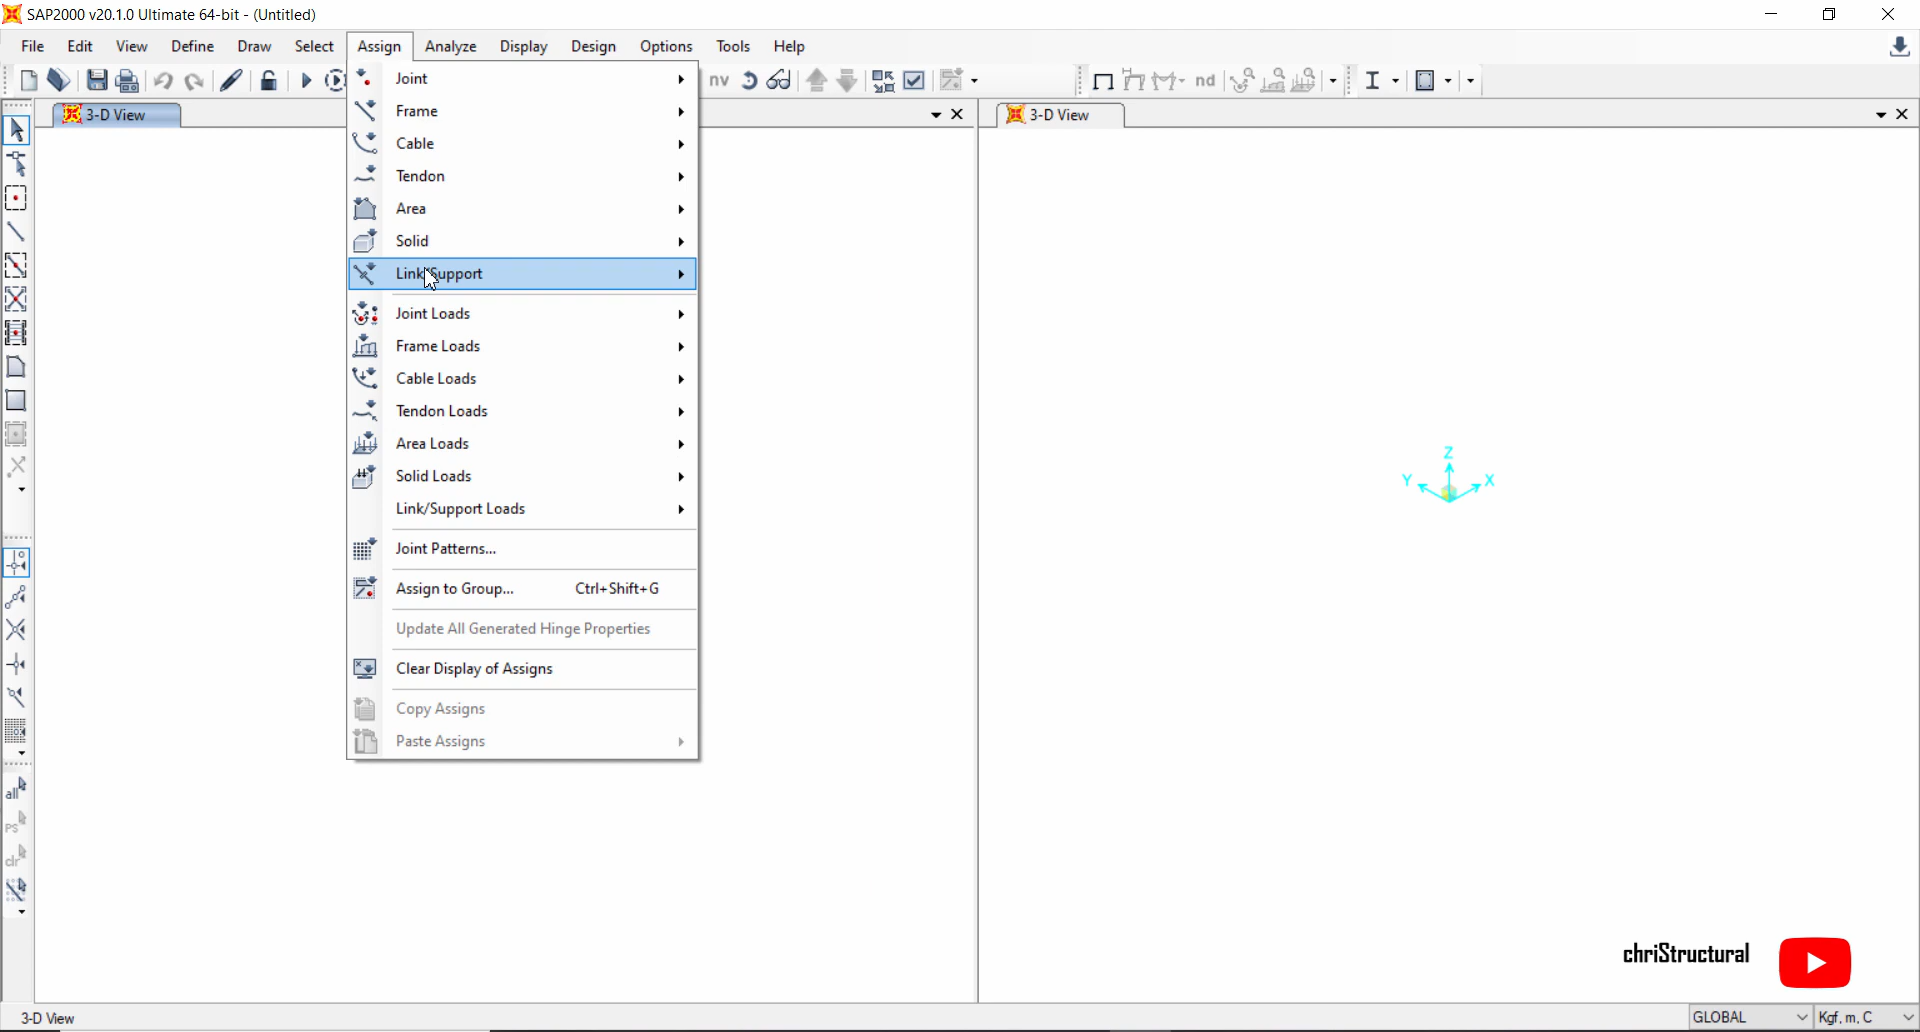 SAP2000 v20.1.0 Ultimate 64-bit - (Untitled)
File Edit View Define Draw Select Assign Analyze Display Design Options Tools Help
nv nd
3-D View
3-D View
Joint
Frame
Cable
Tendon
Area
Solid
Link/Support
Joint Loads
Frame Loads
Cable Loads
Tendon Loads
Area Loads
Solid Loads
Link/Support Loads
Joint Patterns...
Assign to Group... Ctrl+Shift+G
Update All Generated Hinge Properties
Clear Display of Assigns
Copy Assigns
Paste Assigns
Z
Y X
all
PS
clr
chriStructural
3-D View GLOBAL Kgf, m, C